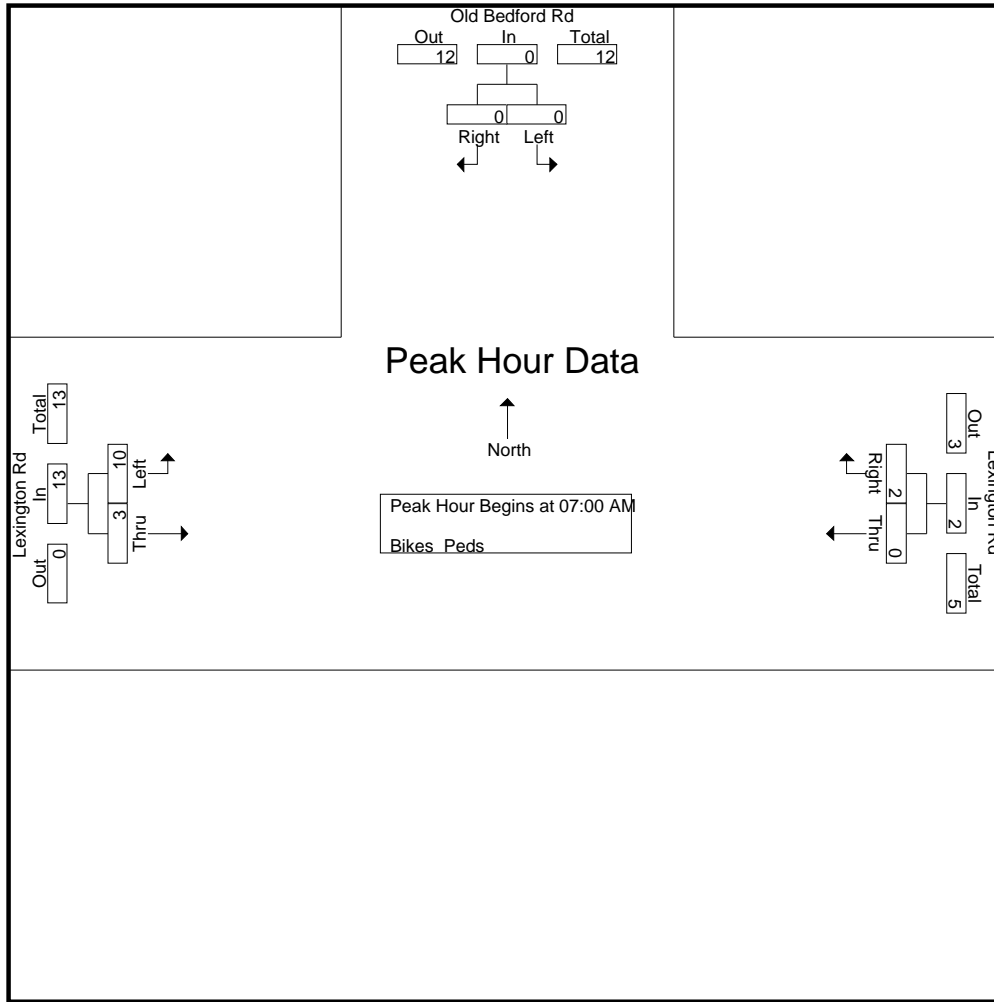 Old Bedford Rd
Out In Total
12 0 12
0 0
Right Left
Peak Hour Data
North
Peak Hour Begins at 07:00 AM
Bikes Peds
Lexington Rd
Out In Total
0 13 13
3 10
Thru Left
Lexington Rd
Out In Total
3 2 5
2 0
Right Thru